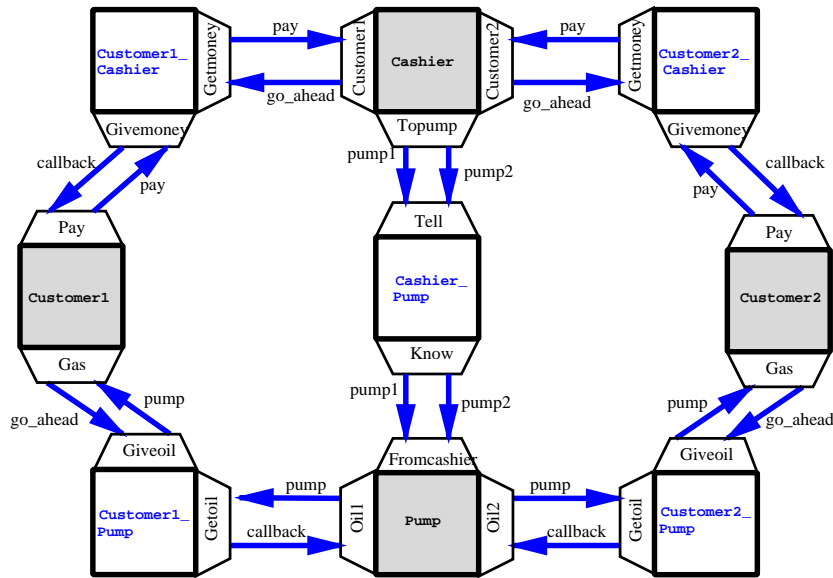 Customer1_
Cashier
Getmoney
pay
go_ahead
Customer1
Cashier
Customer2
pay
go_ahead
Getmoney
Customer2_
Cashier
Givemoney
Topump
Givemoney
callback
pay
pump1
pump2
pay
callback
Pay
Tell
Pay
Customer1
Cashier_
Pump
Customer2
Gas
Know
Gas
go_ahead
pump
pump1
pump2
pump
go_ahead
Giveoil
Fromcashier
Giveoil
Customer1_
Pump
Getoil
pump
callback
Oil1
Pump
Oil2
pump
callback
Getoil
Customer2_
Pump